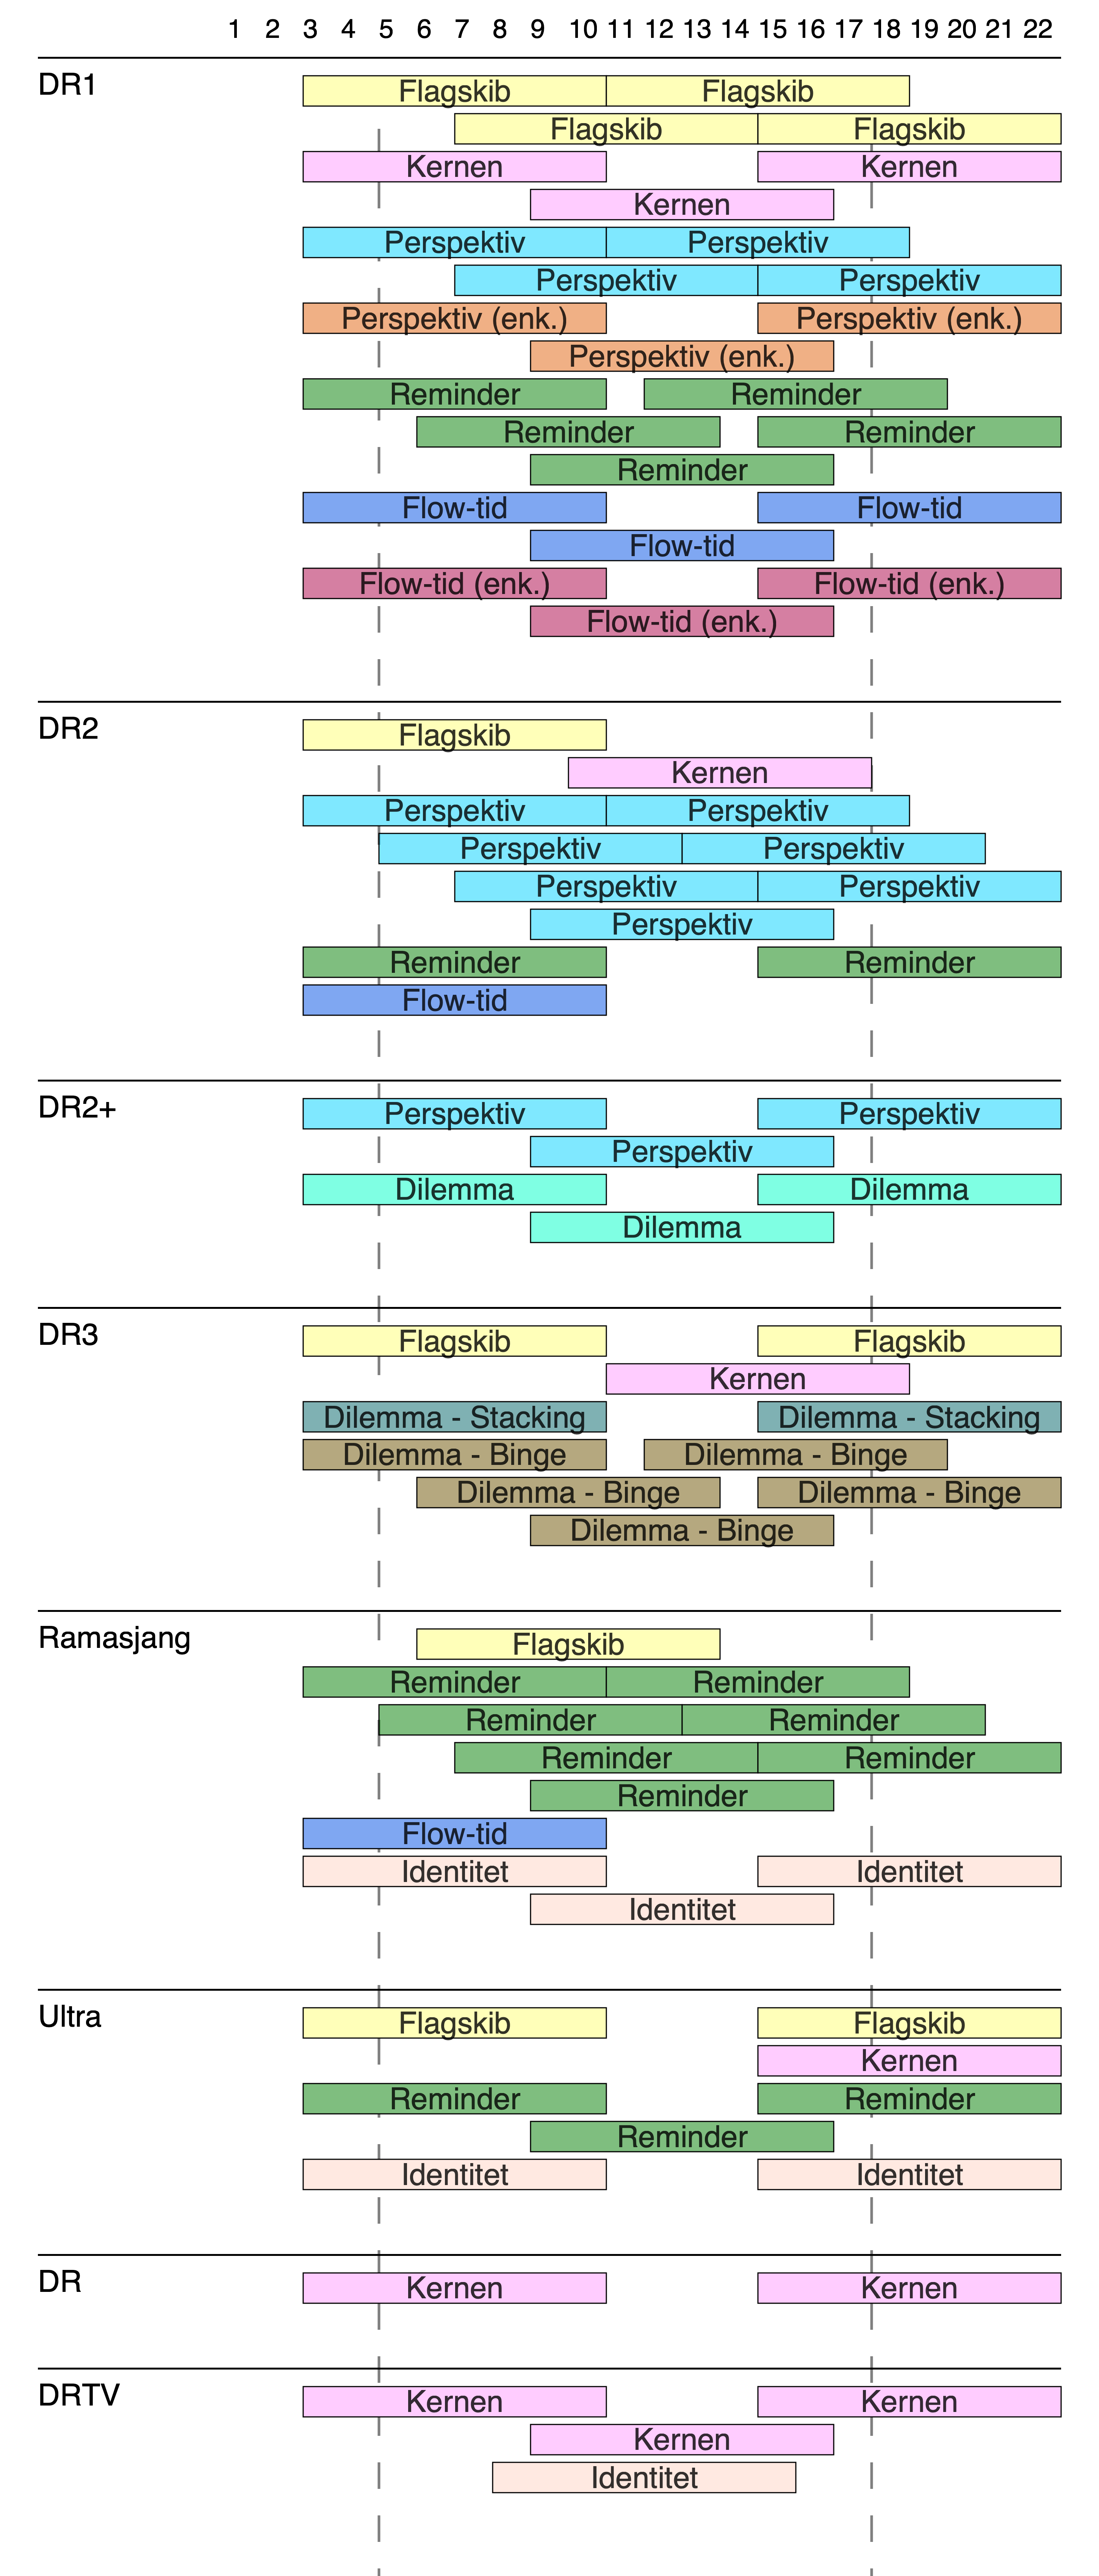 1 2 3 4 5 6 7 8 9 10 11 12 13 14 15 16 17 18 19 20 21 22
DR1
Flagskib Flagskib
Flagskib Flagskib
Kernen Kernen
Kernen
Perspektiv Perspektiv
Perspektiv Perspektiv
Perspektiv (enk.) Perspektiv (enk.)
Perspektiv (enk.)
Reminder Reminder
Reminder Reminder
Reminder
Flow-tid Flow-tid
Flow-tid
Flow-tid (enk.) Flow-tid (enk.)
Flow-tid (enk.)
DR2
Flagskib
Kernen
Perspektiv Perspektiv
Perspektiv Perspektiv
Perspektiv Perspektiv
Perspektiv
Reminder Reminder
Flow-tid
DR2+
Perspektiv Perspektiv
Perspektiv
Dilemma Dilemma
Dilemma
DR3
Flagskib Flagskib
Kernen
Dilemma - Stacking Dilemma - Stacking
Dilemma - Binge Dilemma - Binge
Dilemma - Binge Dilemma - Binge
Dilemma - Binge
Ramasjang
Flagskib
Reminder Reminder
Reminder Reminder
Reminder Reminder
Reminder
Flow-tid
Identitet Identitet
Identitet
Ultra
Flagskib Flagskib
Kernen
Reminder Reminder
Reminder
Identitet Identitet
DR
Kernen Kernen
DRTV
Kernen Kernen
Kernen
Identitet